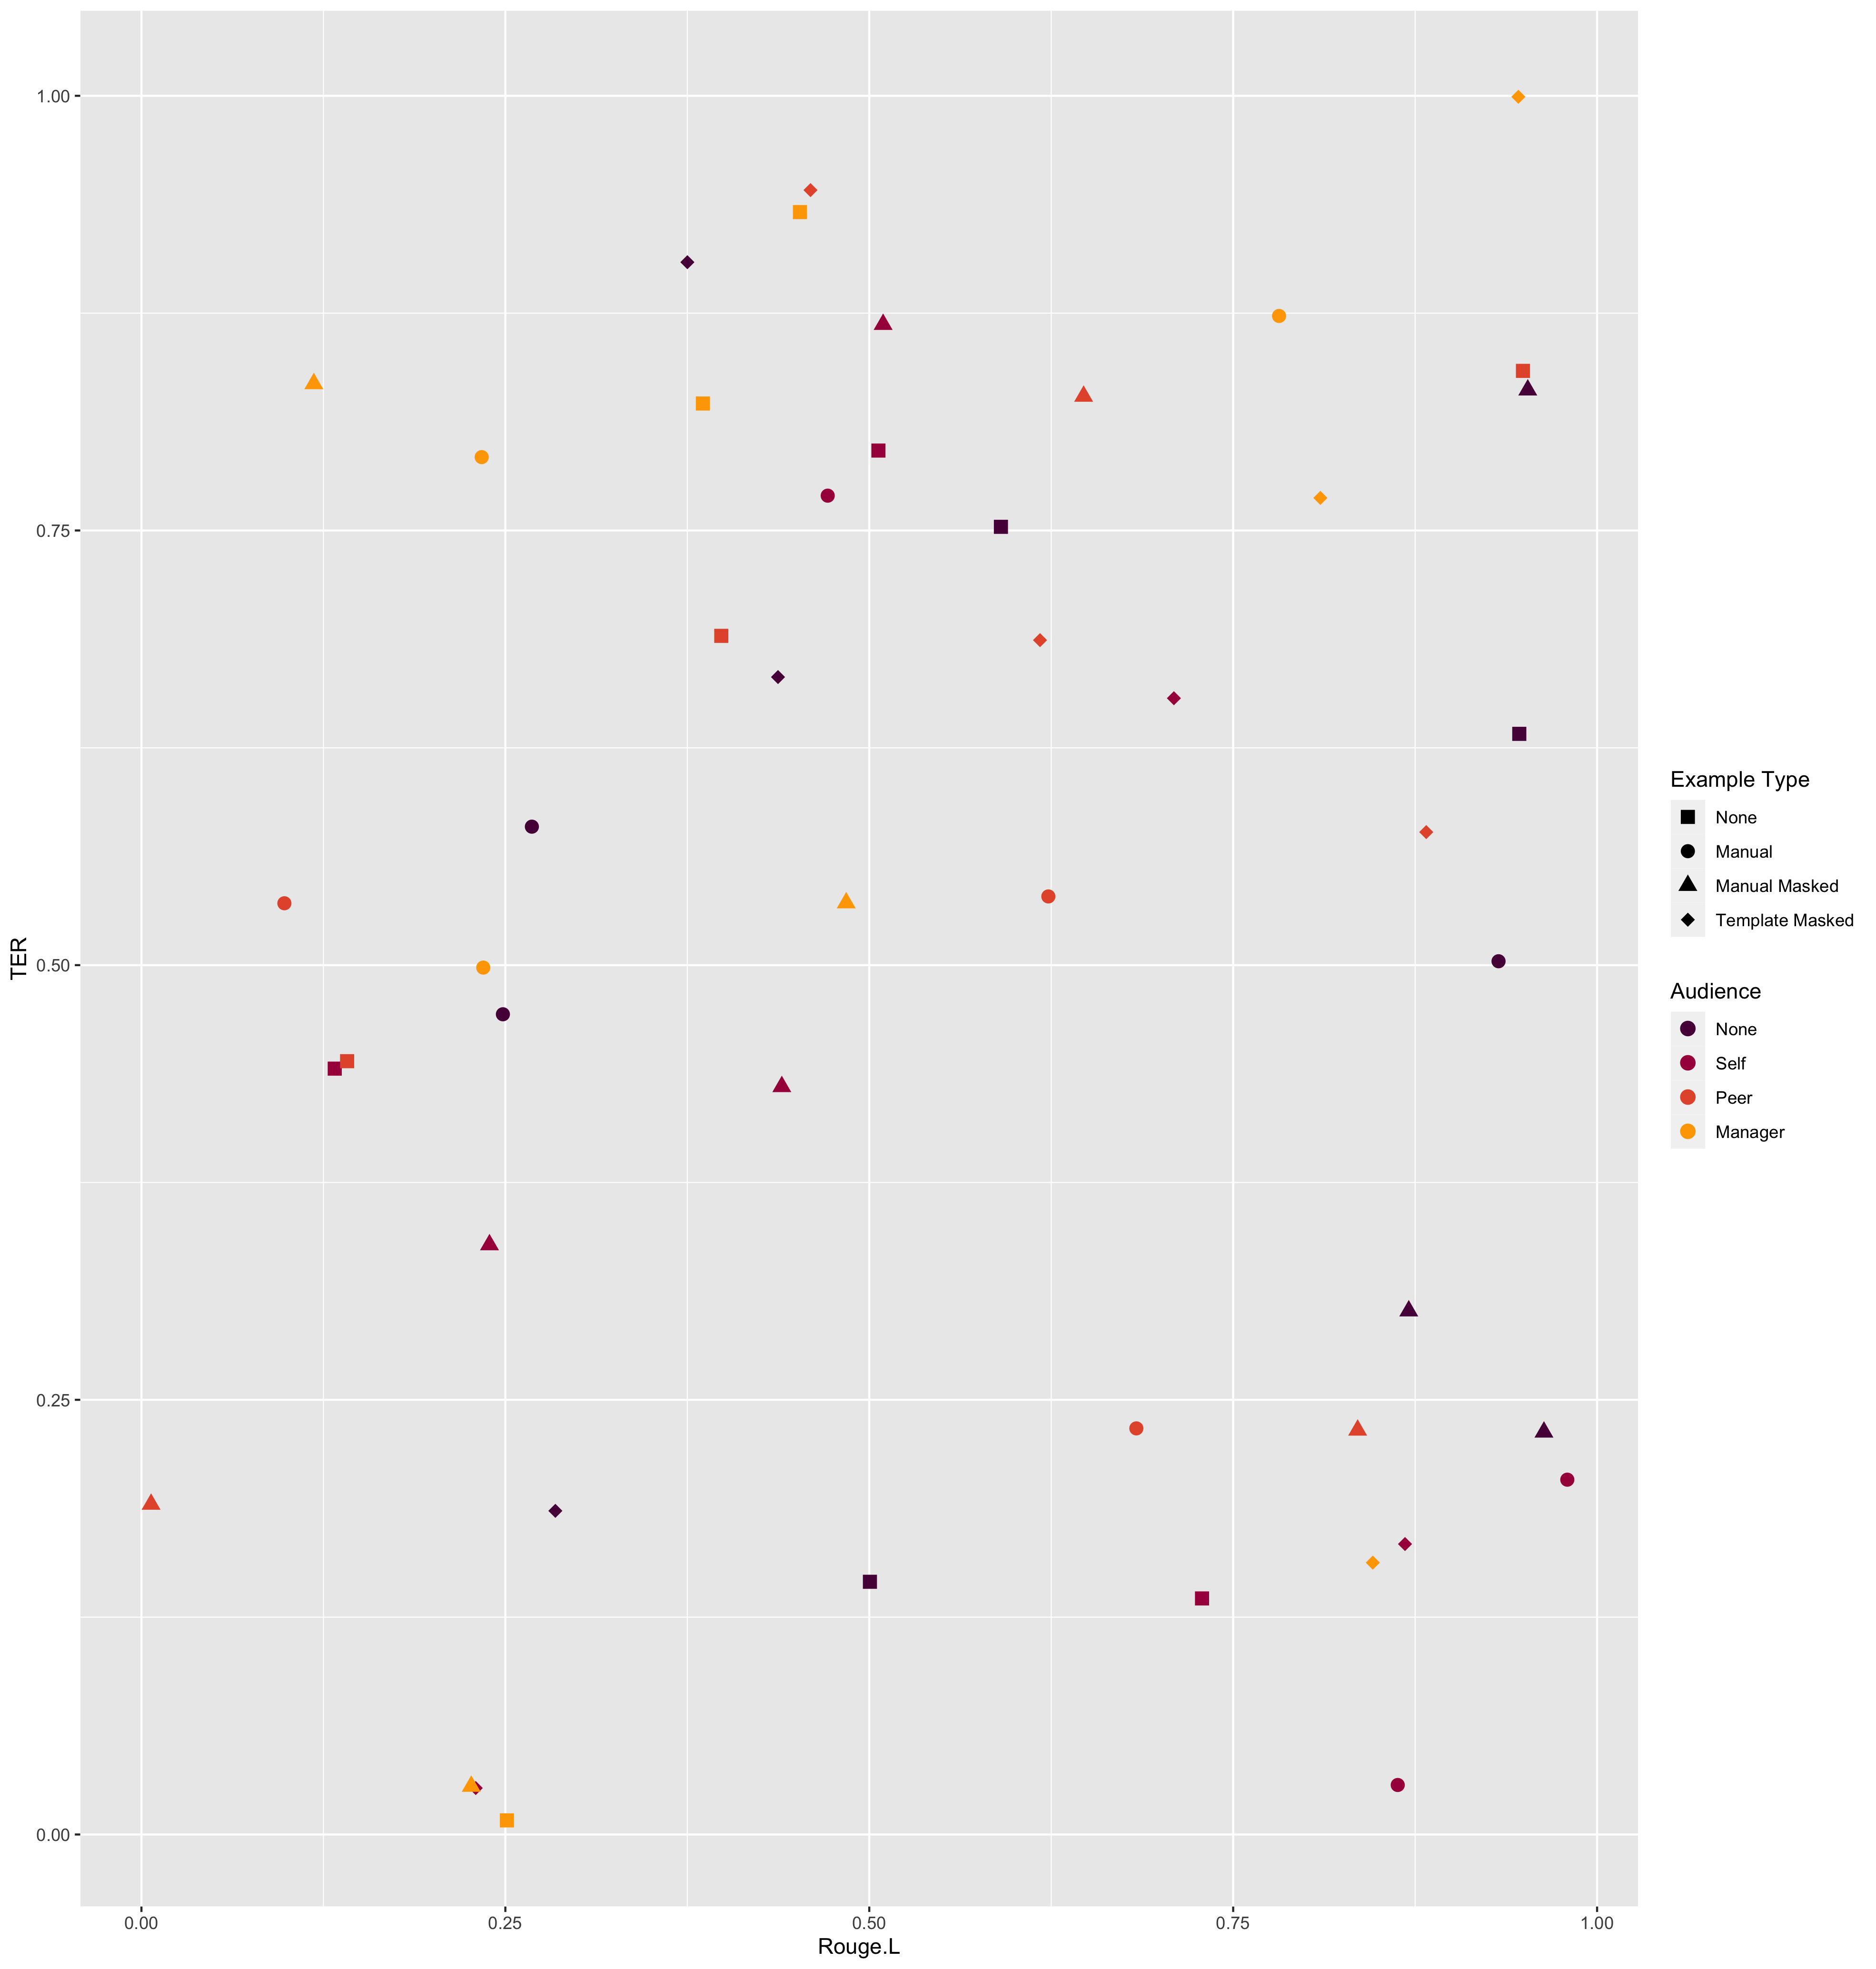 1.00
0.75
0.50
0.25
0.00
TER
0.00
0.25
0.50
0.75
1.00
Rouge.L
Example Type
None
Manual
Manual Masked
Template Masked
Audience
None
Self
Peer
Manager